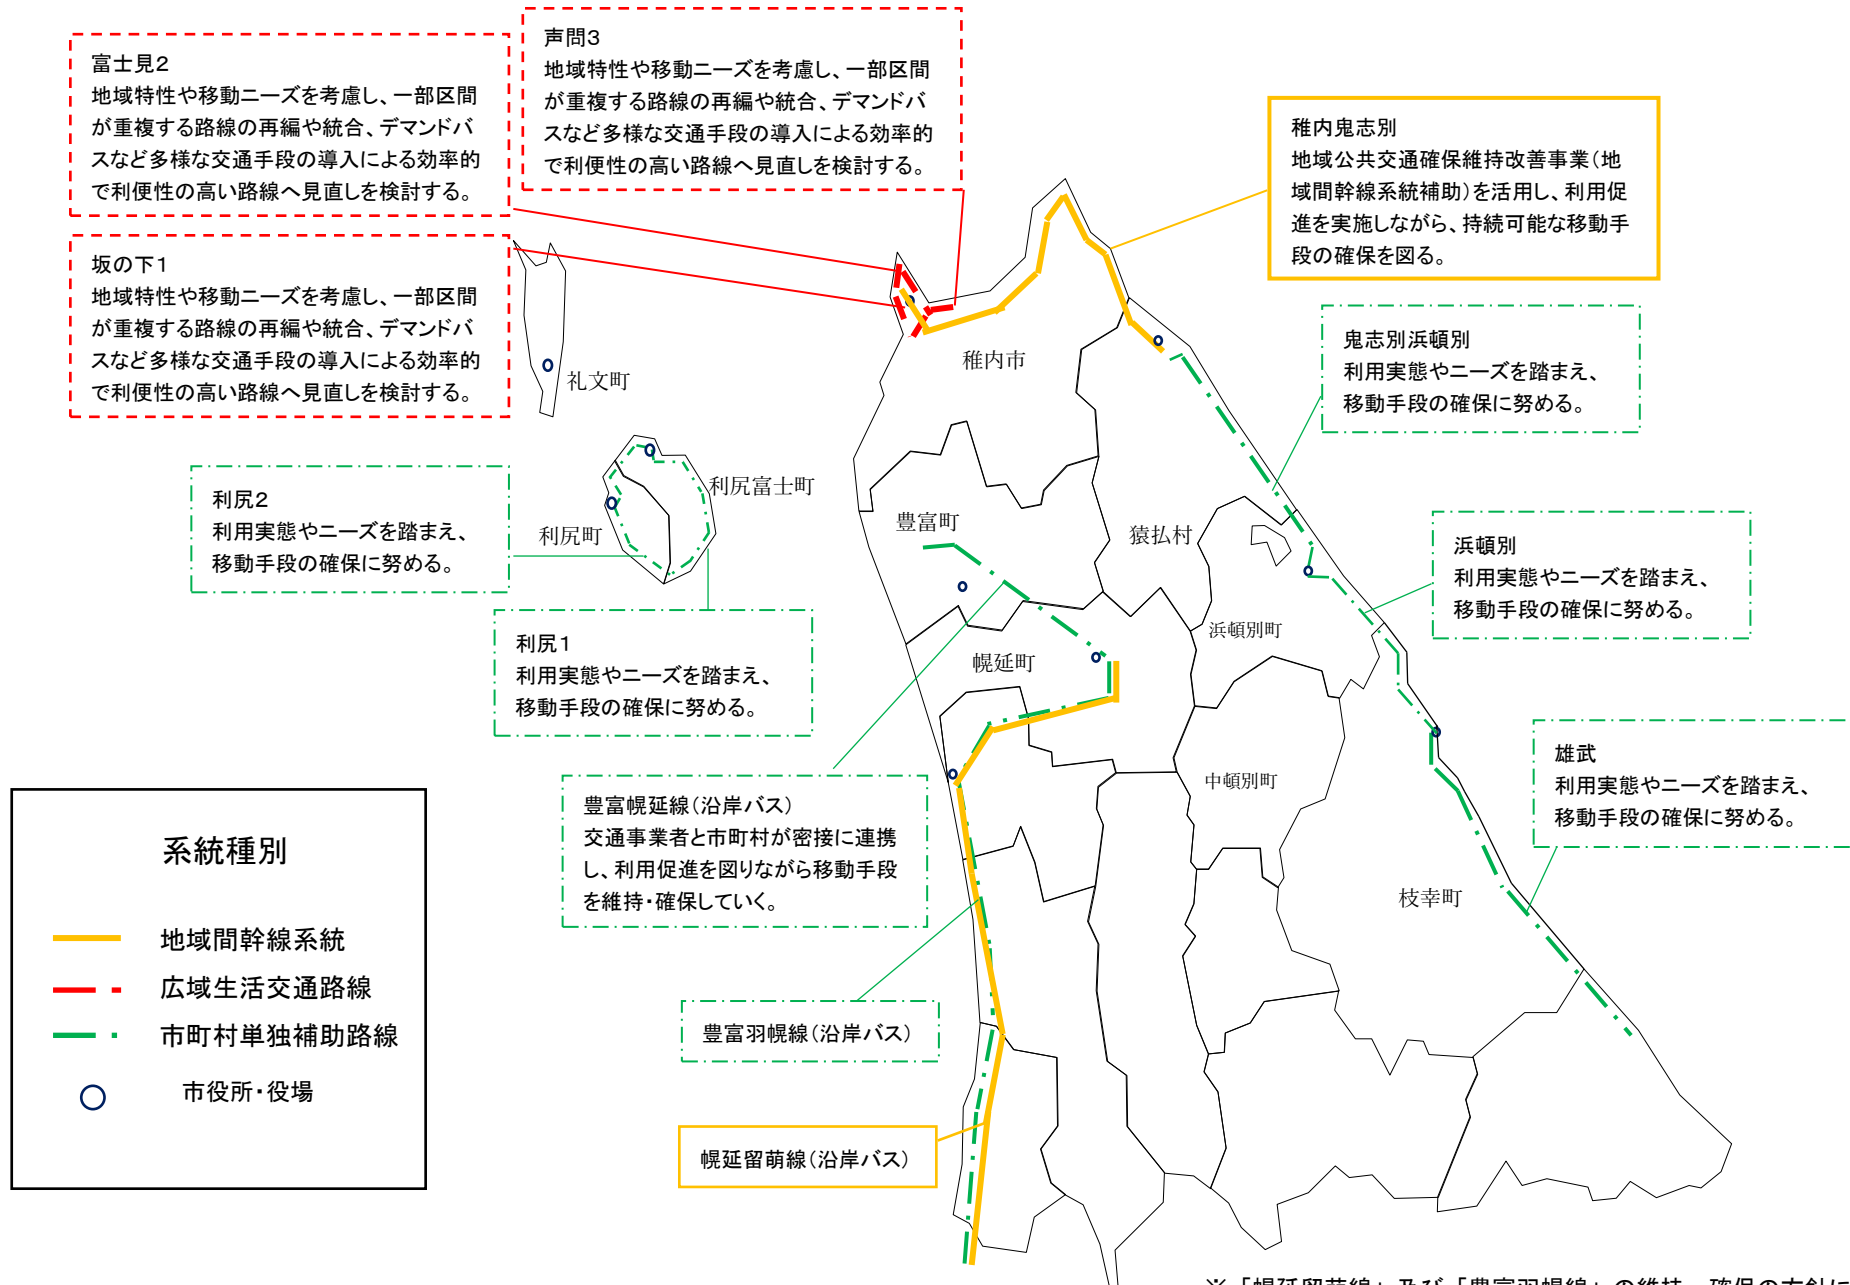 富士見2
地域特性や移動ニーズを考慮し、一部区間
が重複する路線の再編や統合、デマンドバ
スなど多様な交通手段の導入による効率的
で利便性の高い路線へ見直しを検討する。
声問3
地域特性や移動ニーズを考慮し、一部区間
が重複する路線の再編や統合、デマンドバ
スなど多様な交通手段の導入による効率的
で利便性の高い路線へ見直しを検討する。
稚内鬼志別
地域公共交通確保維持改善事業(地
域間幹線系統補助)を活用し、利用促
進を実施しながら、持続可能な移動手
段の確保を図る。
坂の下1
地域特性や移動ニーズを考慮し、一部区間
が重複する路線の再編や統合、デマンドバ
スなど多様な交通手段の導入による効率的
で利便性の高い路線へ見直しを検討する。
鬼志別浜頓別
利用実態やニーズを踏まえ、
移動手段の確保に努める。
稚内市
礼文町
利尻2
利用実態やニーズを踏まえ、
移動手段の確保に努める。
利尻富士町
利尻町
豊富町
猿払村
浜頓別
利用実態やニーズを踏まえ、
移動手段の確保に努める。
利尻1
利用実態やニーズを踏まえ、
移動手段の確保に努める。
浜頓別町
幌延町
雄武
利用実態やニーズを踏まえ、
移動手段の確保に努める。
中頓別町
豊富幌延線(沿岸バス)
交通事業者と市町村が密接に連携
し、利用促進を図りながら移動手段
を維持・確保していく。
枝幸町
系統種別
地域間幹線系統
広域生活交通路線
市町村単独補助路線
市役所・役場
豊富羽幌線(沿岸バス)
幌延留萌線(沿岸バス)